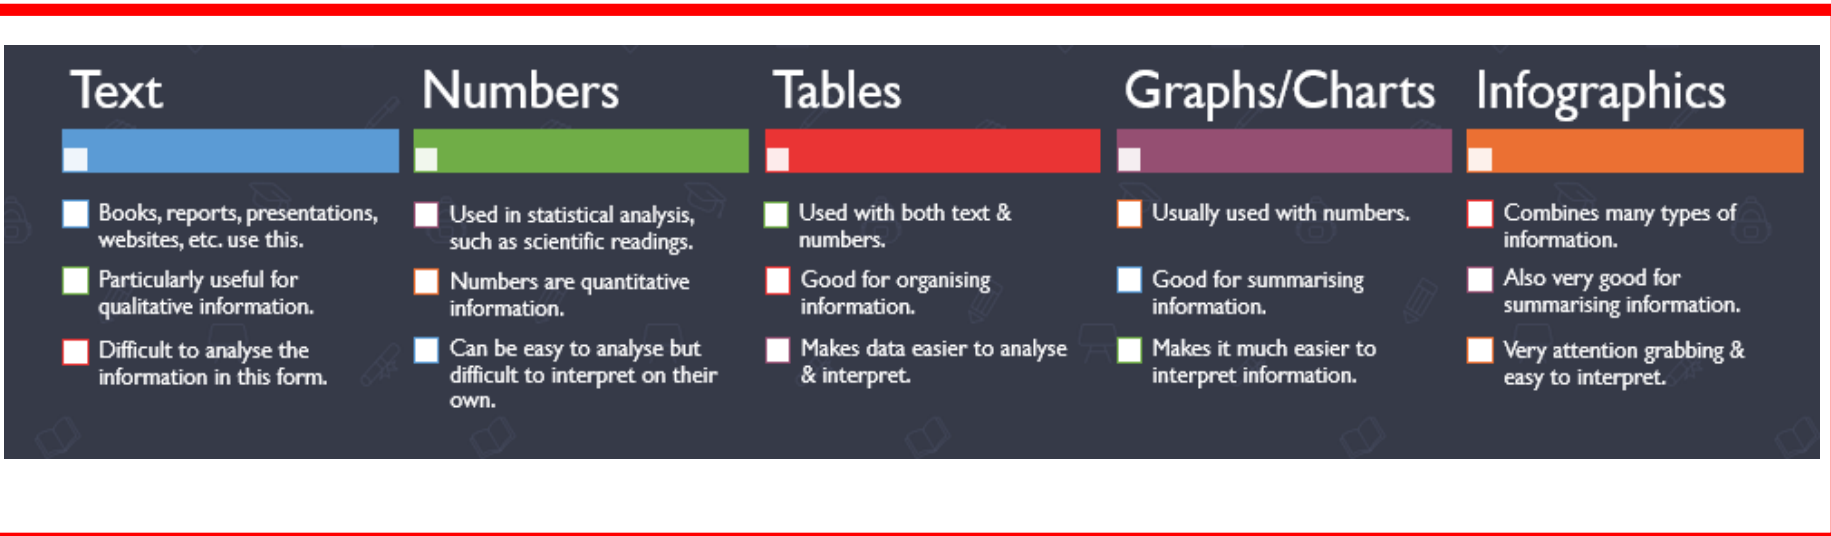 Text
Books, reports, presentations,
websites, etc. use this.
Particularly useful for
qualitative information.
Difficult to analyse the
information in this form.
Numbers
Used in statistical analysis,
such as scientific readings.
Numbers are quantitative
information.
Can be easy to analyse but
difficult to interpret on their
own.
Tables
Used with both text &
numbers.
Good for organising
information.
Makes data easier to analyse
& interpret.
Graphs/Charts
Usually used with numbers.
Good for summarising
information.
Makes it much easier to
interpret information.
Infographics
Combines many types of
information.
Also very good for
summarising information.
Very attention grabbing &
easy to interpret.